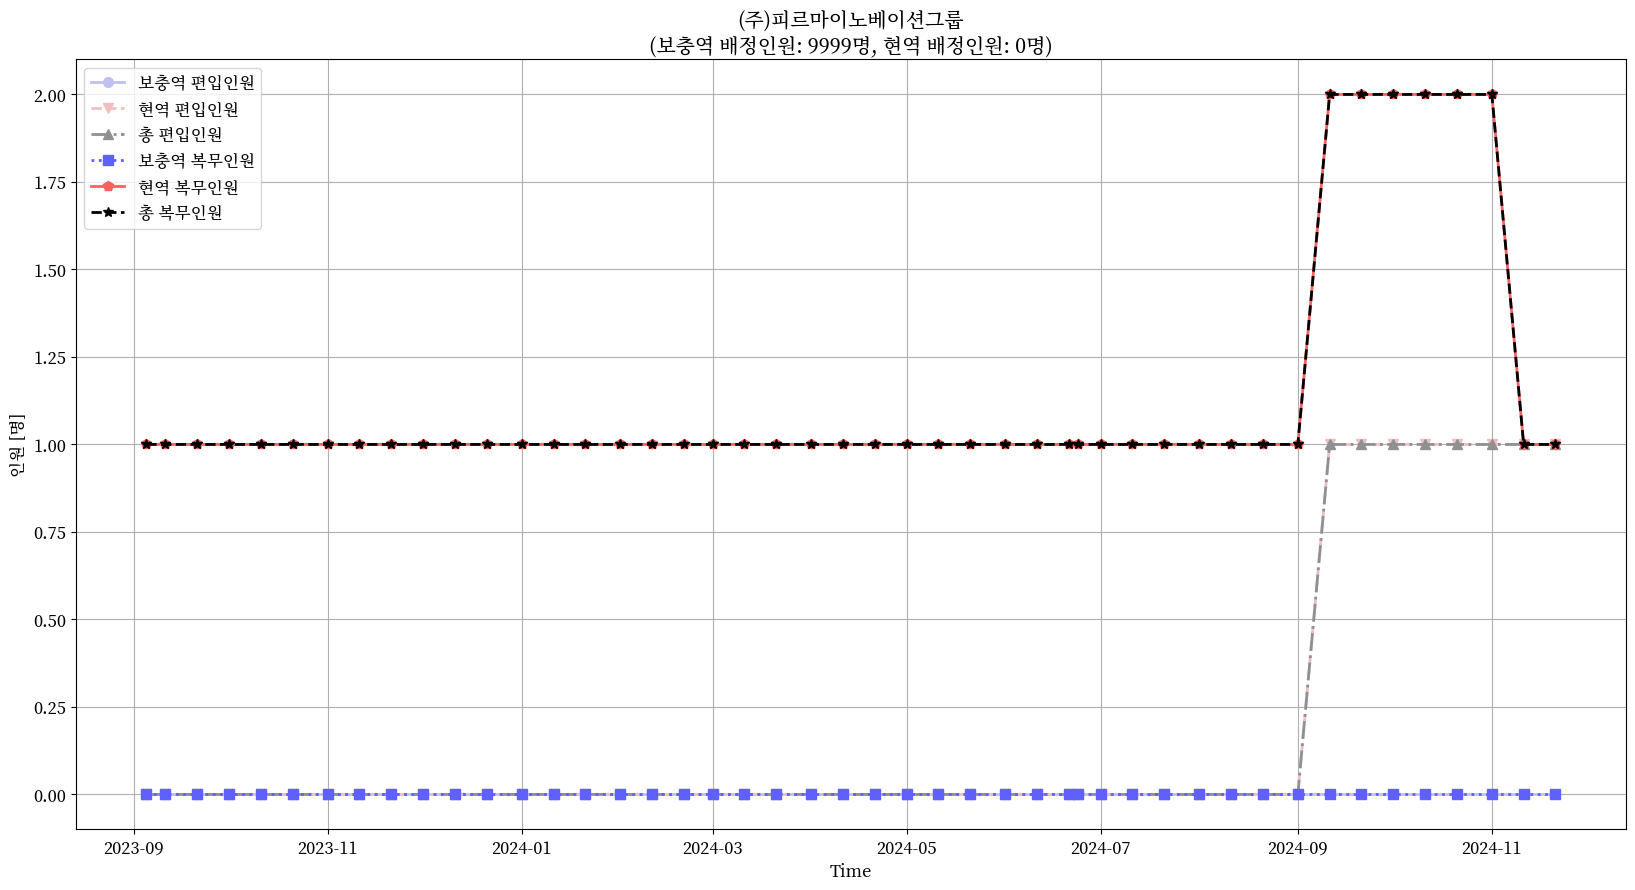 (주)피르마이노베이션그룹
(보충역 배정인원: 9999명, 현역 배정인원: 0명)
보충역 편입인원
현역 편입인원
총 편입인원
보충역 복무인원
현역 복무인원
총 복무인원
인원 [명]
2.00
1.75
1.50
1.25
1.00
0.75
0.50
0.25
0.00
2023-09
2023-11
2024-01
2024-03
2024-05
2024-07
2024-09
2024-11
Time